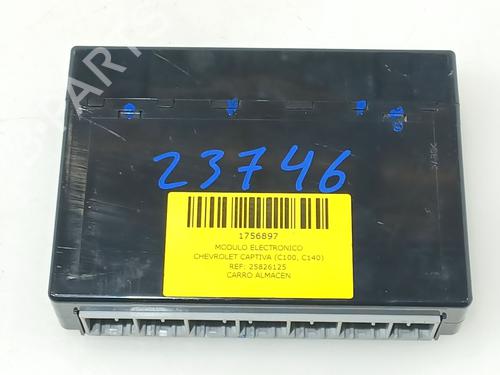 23746
1756897
MODULO ELECTRONICO
CHEVROLET CAPTIVA (C100, C140)
REF: 25826125
CARRO ALMACEN